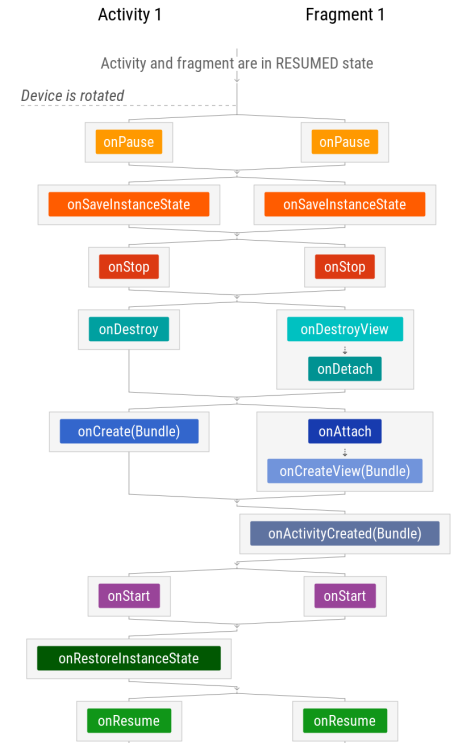 Activity 1
Fragment 1
Activity and fragment are in RESUMED state
Device is rotated
onPause
onPause
onSaveInstanceState
onSaveInstanceState
onStop
onStop
onDestroy
onDestroyView
onDetach
onCreate(Bundle)
onAttach
onCreateView(Bundle)
onActivityCreated(Bundle)
onStart
onStart
onRestoreInstanceState
onResume
onResume